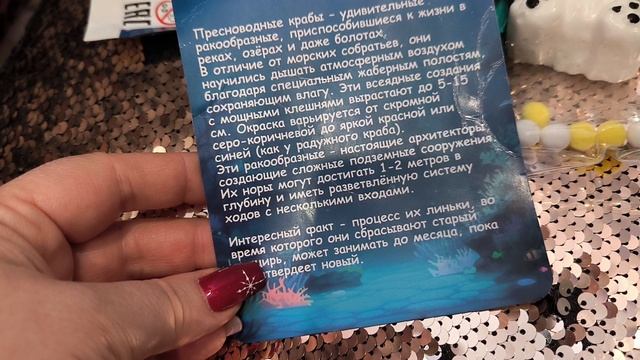 Пресноводные крабы - удивительные
ракообразные, приспособившиеся к жизни в
реках, озёрах и даже болотах.
В отличие от морских собратьев, они
научились дышать атмосферным воздухом
благодаря специальным жаберным полостям,
сохраняющим влагу. Эти всеядные создания
с мощными клешнями вырастают до 5-15
см. Окраска варьируется от скромной
серо-коричневой до яркой красной или
синей (как у радужного краба).
Эти ракообразные - настоящие архитекторы,
создающие сложные подземные сооружения.
Их норы могут достигать 1-2 метров в
глубину и иметь разветвлённую систему
ходов с несколькими входами.
Интересный факт - процесс их линьки, во
время которого они сбрасывают старый
может занимать до месяца, пока
новый.
EAC